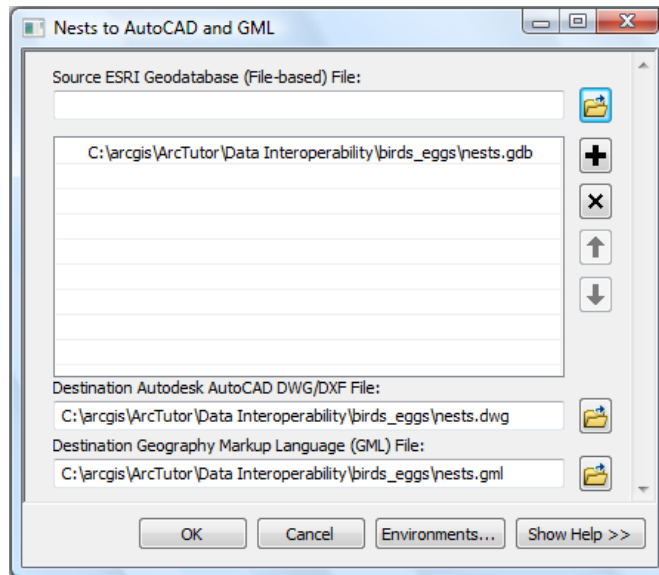 Nests to AutoCAD and GML
Source ESRI Geodatabase (File-based) File:
C:\arcgis\ArcTutor\Data Interoperability\birds_eggs\nests.gdb
Destination Autodesk AutoCAD DWG/DXF File:
C:\arcgis\ArcTutor\Data Interoperability\birds_eggs\nests.dwg
Destination Geography Markup Language (GML) File:
C:\arcgis\ArcTutor\Data Interoperability\birds_eggs\nests.gml
OK Cancel Environments... Show Help >>